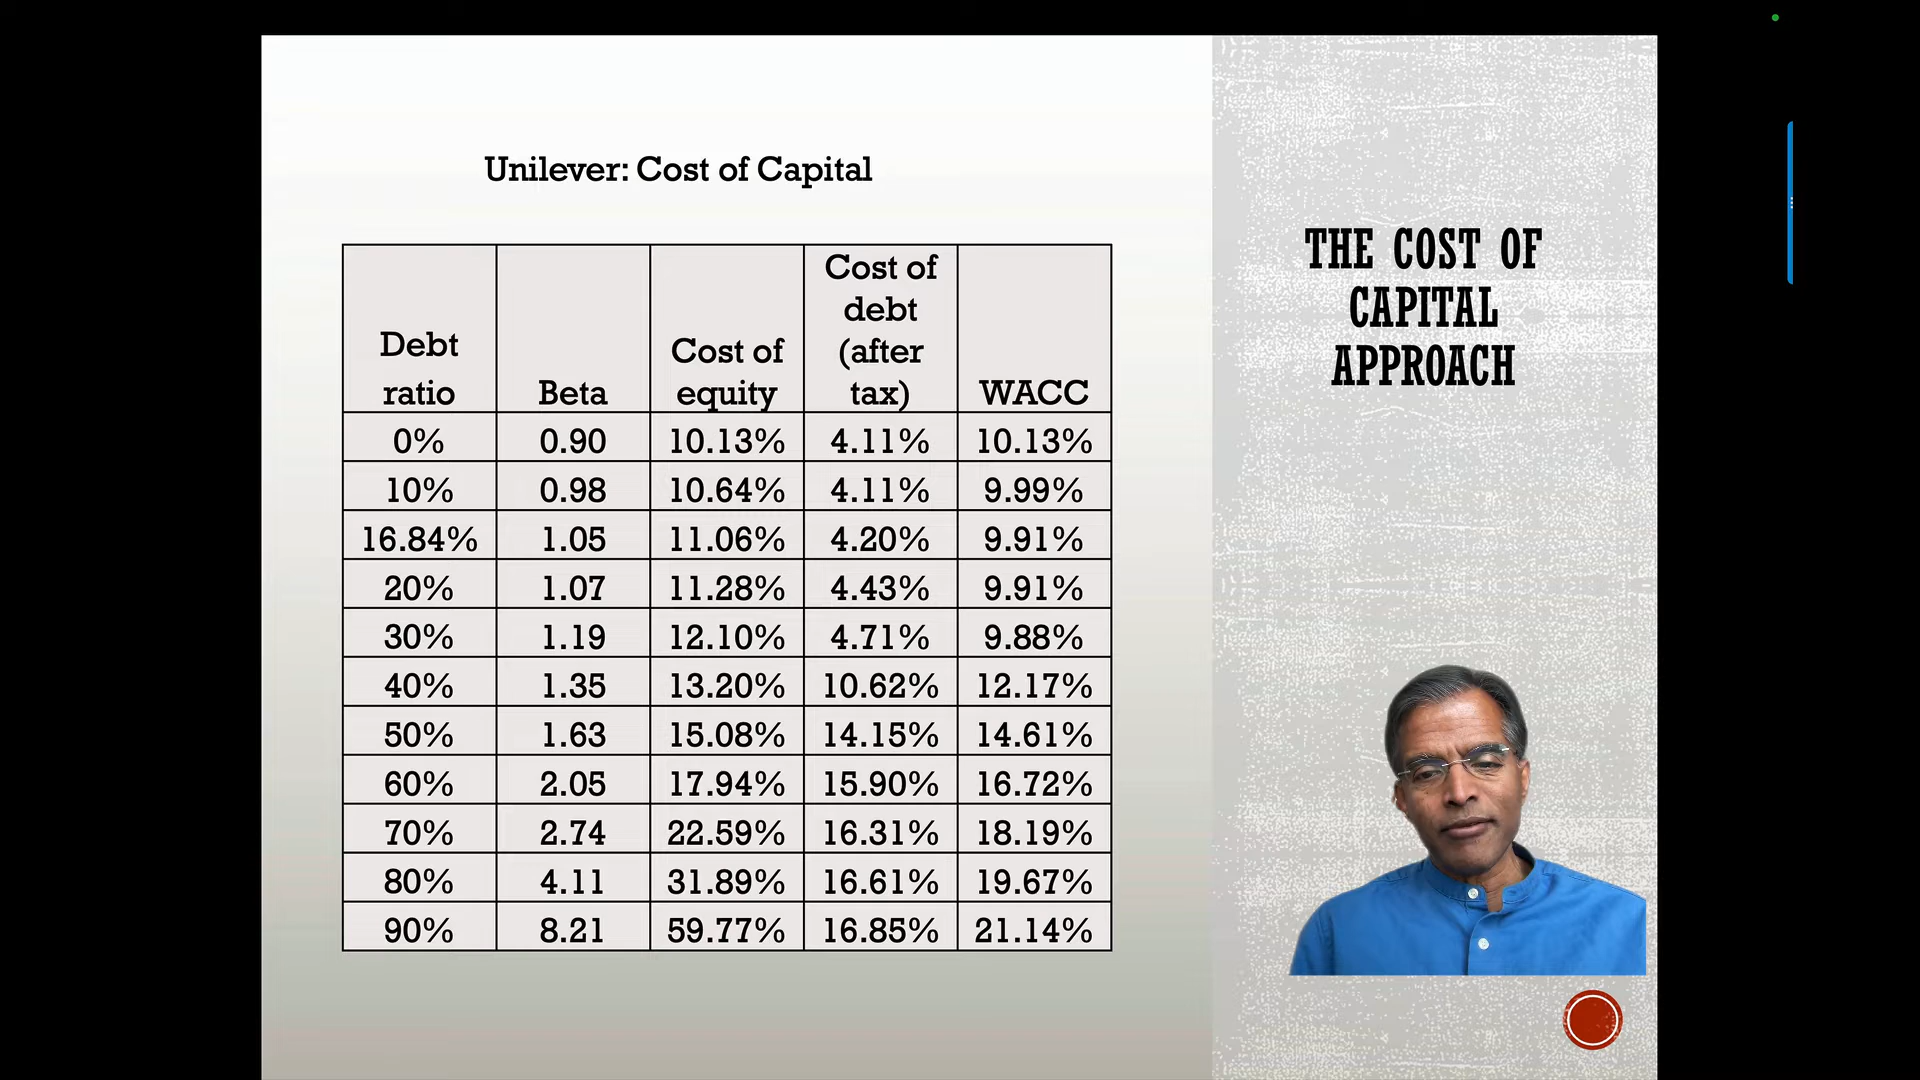 Unilever: Cost of Capital
Debt ratio Beta Cost of equity Cost of debt (after tax) WACC
0% 0.90 10.13% 4.11% 10.13%
10% 0.98 10.64% 4.11% 9.99%
16.84% 1.05 11.06% 4.20% 9.91%
20% 1.07 11.28% 4.43% 9.91%
30% 1.19 12.10% 4.71% 9.88%
40% 1.35 13.20% 10.62% 12.17%
50% 1.63 15.08% 14.15% 14.61%
60% 2.05 17.94% 15.90% 16.72%
70% 2.74 22.59% 16.31% 18.19%
80% 4.11 31.89% 16.61% 19.67%
90% 8.21 59.77% 16.85% 21.14%
THE COST OF
CAPITAL
APPROACH